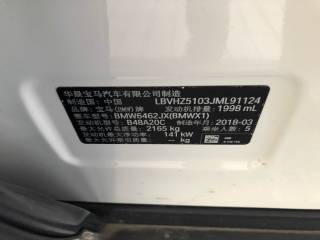 华晨宝马汽车有限公司制造
制造国:中国 LBVHZ5103JML91124
品牌:宝马(BMW) 发动机排量:1998 mL
整车型号:BMW6462JX(BMWX1)
发动机型号:B48A20C 制造年月:2018-03
最大允许总质量:2165 kg 乘坐人数:5
发动机最大净功率:141 kW
— kg